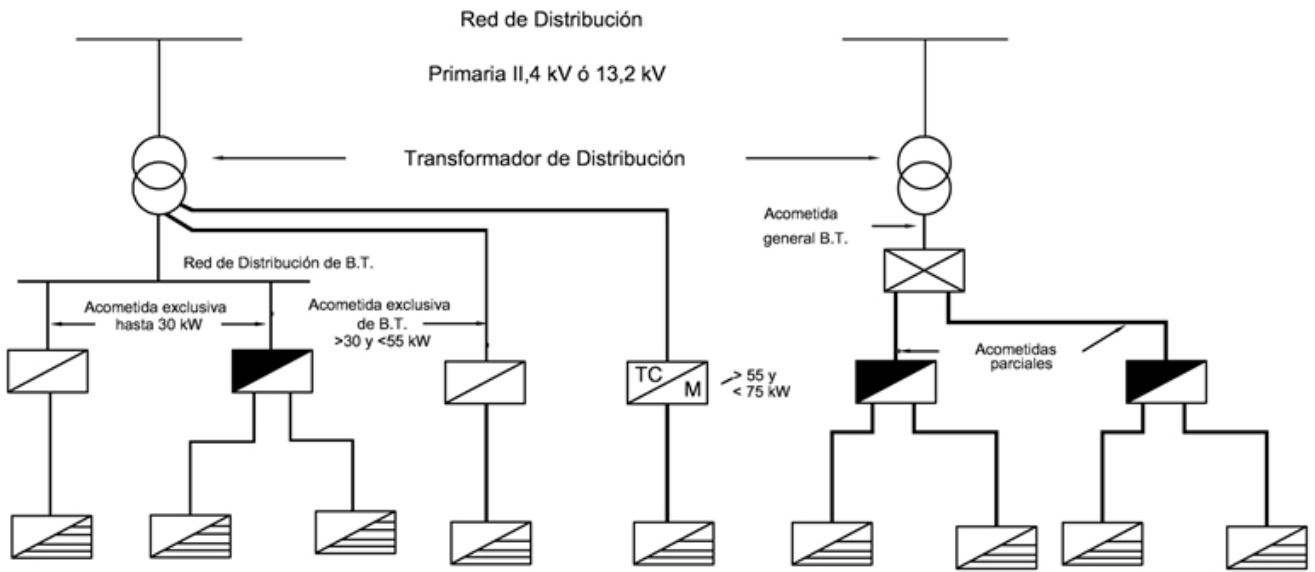 Red de Distribución
Primaria II,4 kV ó 13,2 kV
Transformador de Distribución
Acometida
general B.T.
Red de Distribución de B.T.
Acometida exclusiva
hasta 30 kW
Acometida exclusiva
de B.T.
>30 y <55 kW
TC
M
> 55 y
< 75 kW
Acometidas
parciales